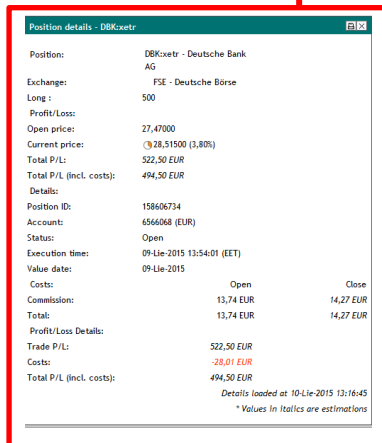 Position details - DBK:xetr
Position: DBK:xetr - Deutsche Bank
AG
Exchange: FSE - Deutsche Börse
Long : 500
Profit/Loss:
Open price: 27,47000
Current price: 28,51500 (3,80%)
Total P/L: 522,50 EUR
Total P/L (incl. costs): 494,50 EUR
Details:
Position ID: 158606734
Account: 6566068 (EUR)
Status: Open
Execution time: 09-Lie-2015 13:54:01 (EET)
Value date: 09-Lie-2015
Costs: Open Close
Commission: 13,74 EUR 14,27 EUR
Total: 13,74 EUR 14,27 EUR
Profit/Loss Details:
Trade P/L: 522,50 EUR
Costs: -28,01 EUR
Total P/L (incl. costs): 494,50 EUR
Details loaded at 10-Lie-2015 13:16:45
* Values in italics are estimations